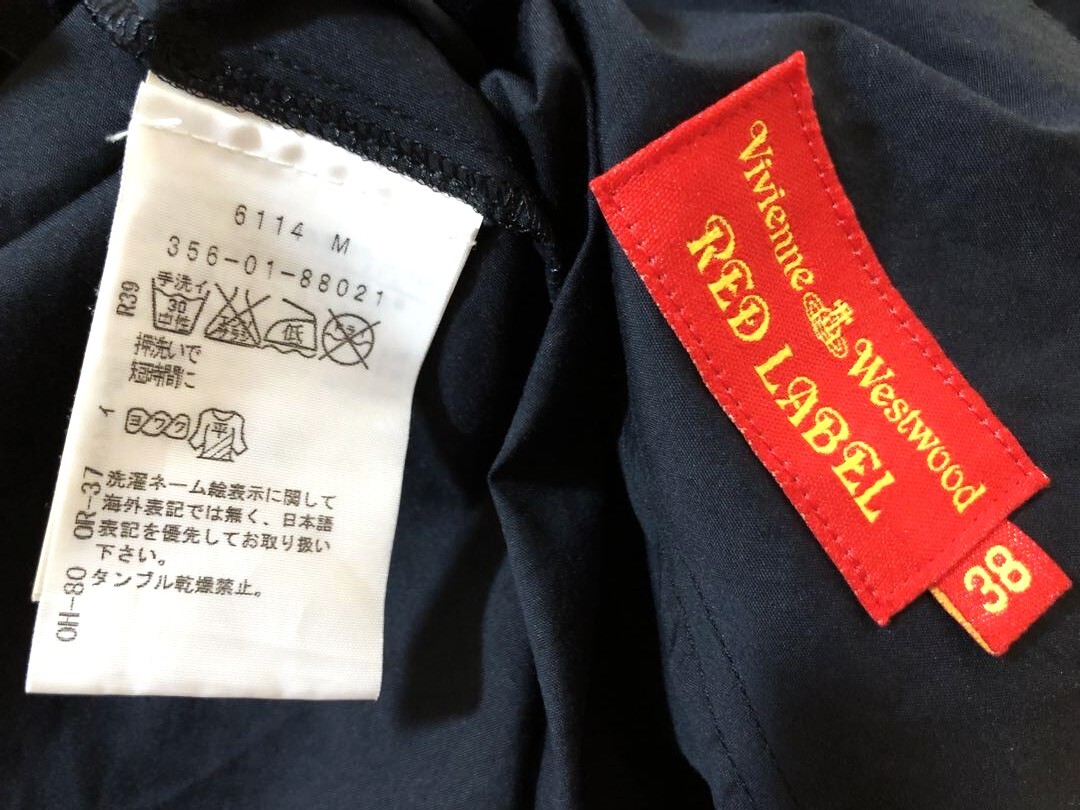 6114 M
356-01-88021
R39
手洗イ
30
中性
低
押洗いで
短時間に
イ
ヨワク
平
OR-37
OH-80
洗濯ネーム絵表示に関して
海外表記では無く、日本語
表記を優先してお取り扱い
下さい。
タンブル乾燥禁止。
Vivienne Westwood
RED LABEL
38